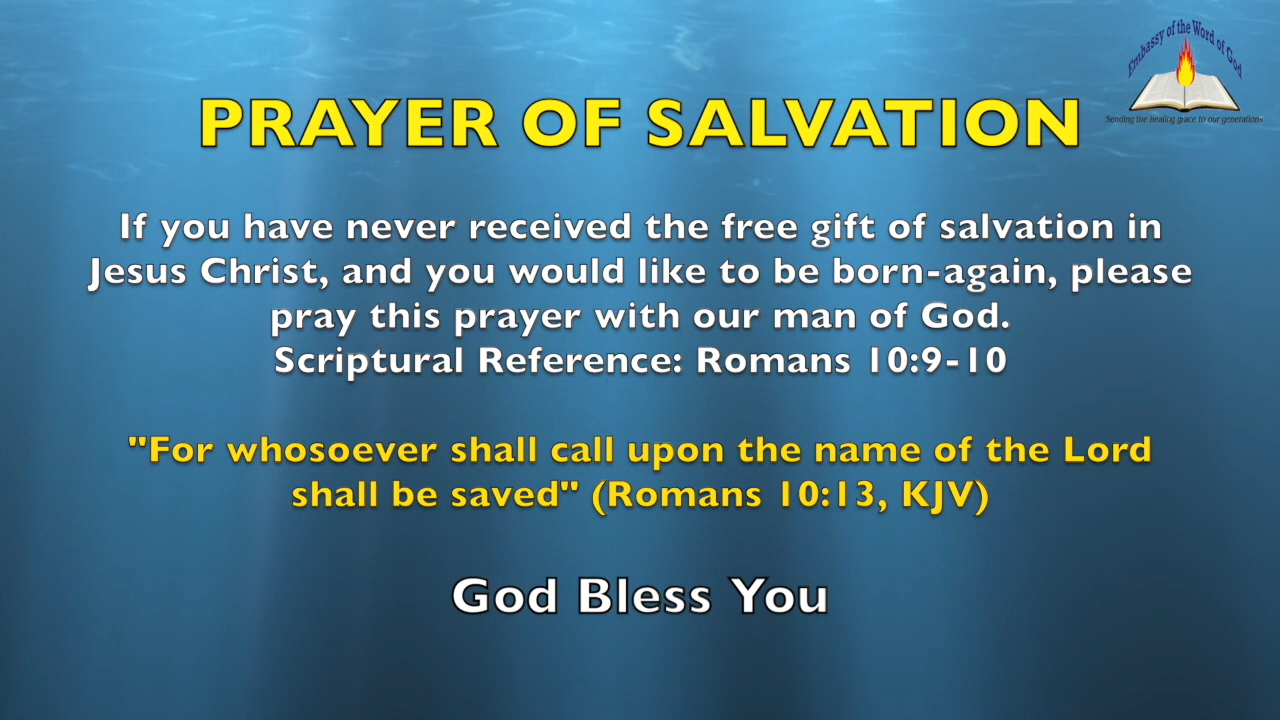 Embassy of the Word of God
Sending the healing grace to our generations
PRAYER OF SALVATION
If you have never received the free gift of salvation in
Jesus Christ, and you would like to be born-again, please
pray this prayer with our man of God.
Scriptural Reference: Romans 10:9-10
"For whosoever shall call upon the name of the Lord
shall be saved" (Romans 10:13, KJV)
God Bless You